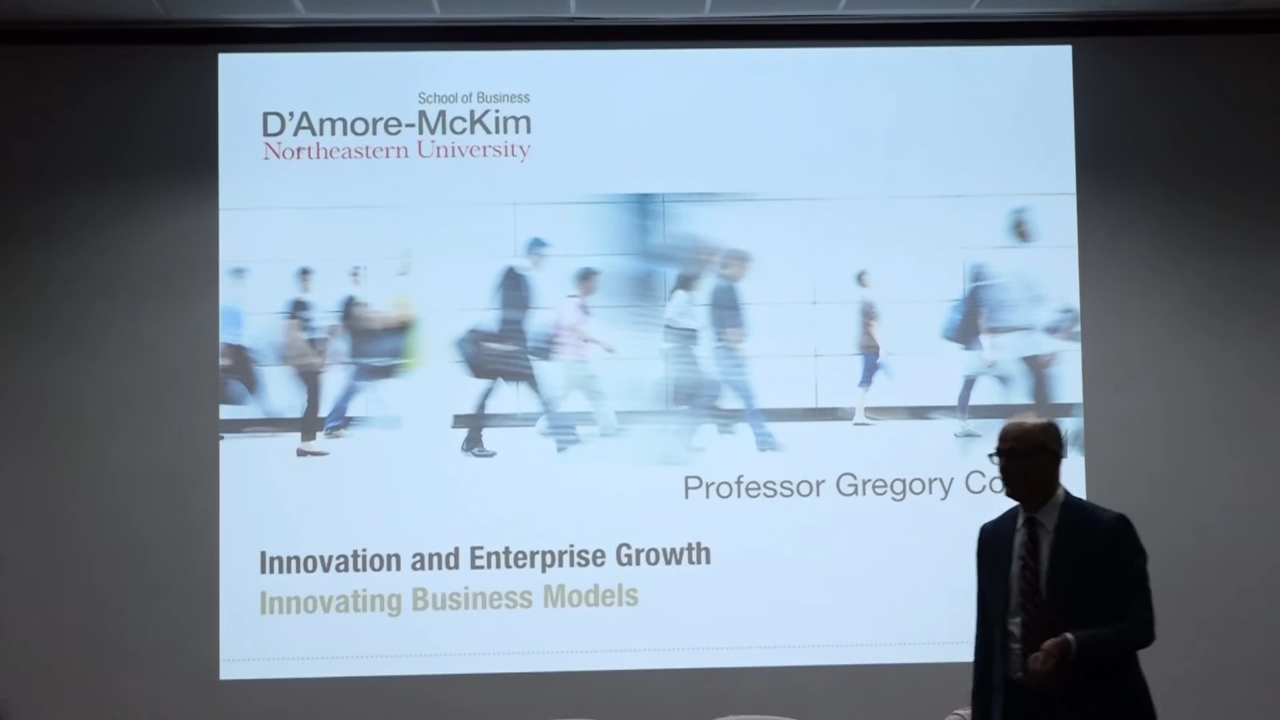 School of Business
D'Amore-McKim
Northeastern University
Professor Gregory
Innovation and Enterprise Growth
Innovating Business Models